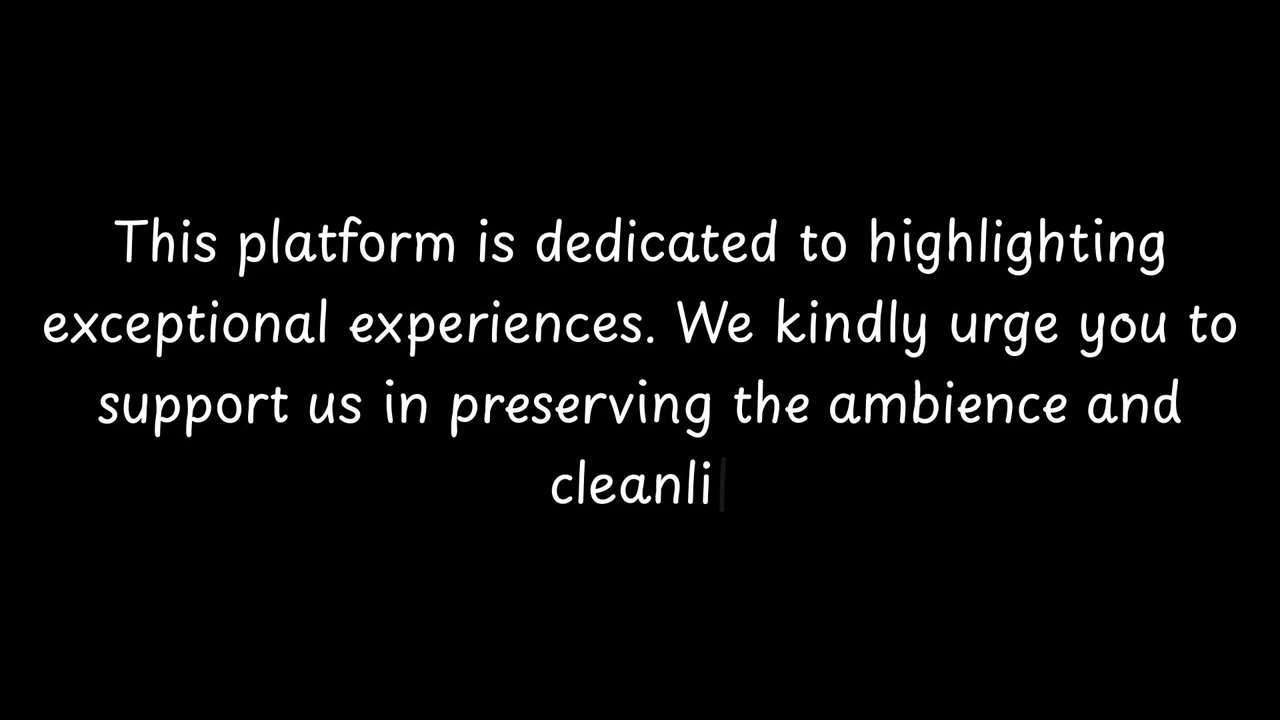 This platform is dedicated to highlighting
exceptional experiences. We kindly urge you to
support us in preserving the ambience and
cleanli